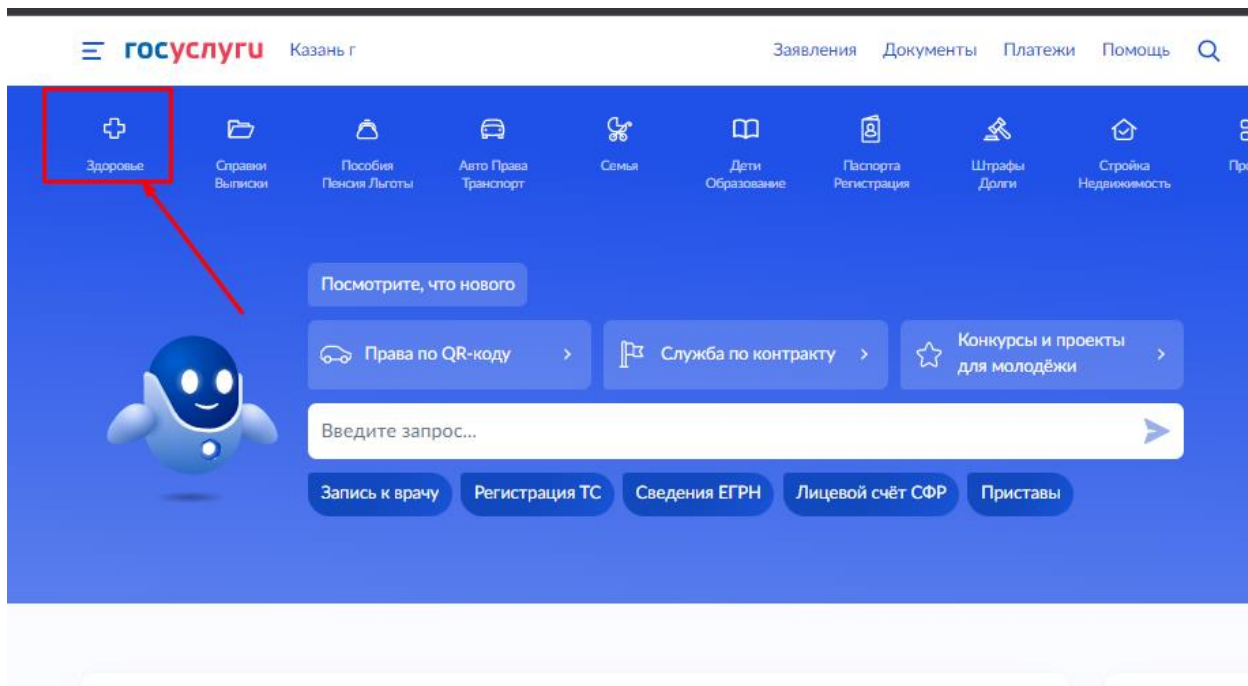 госуслуги Казань г Заявления Документы Платежи Помощь
Здоровье
Справки
Выписки
Пособия
Пенсия Льготы
Авто Права
Транспорт
Семья
Дети
Образование
Паспорта
Регистрация
Штрафы
Долги
Стройка
Недвижимость
Посмотрите, что нового
Права по QR-коду
Служба по контракту
Конкурсы и проекты
для молодёжи
Введите запрос...
Запись к врачу Регистрация ТС Сведения ЕГРН Лицевой счёт СФР Приставы